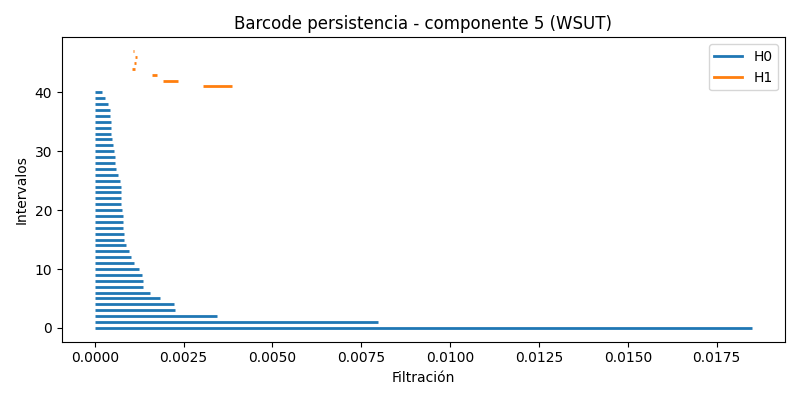 Barcode persistencia - componente 5 (WSUT)
H0
H1
Intervalos
40
30
20
10
0
0.0000 0.0025 0.0050 0.0075 0.0100 0.0125 0.0150 0.0175
Filtración